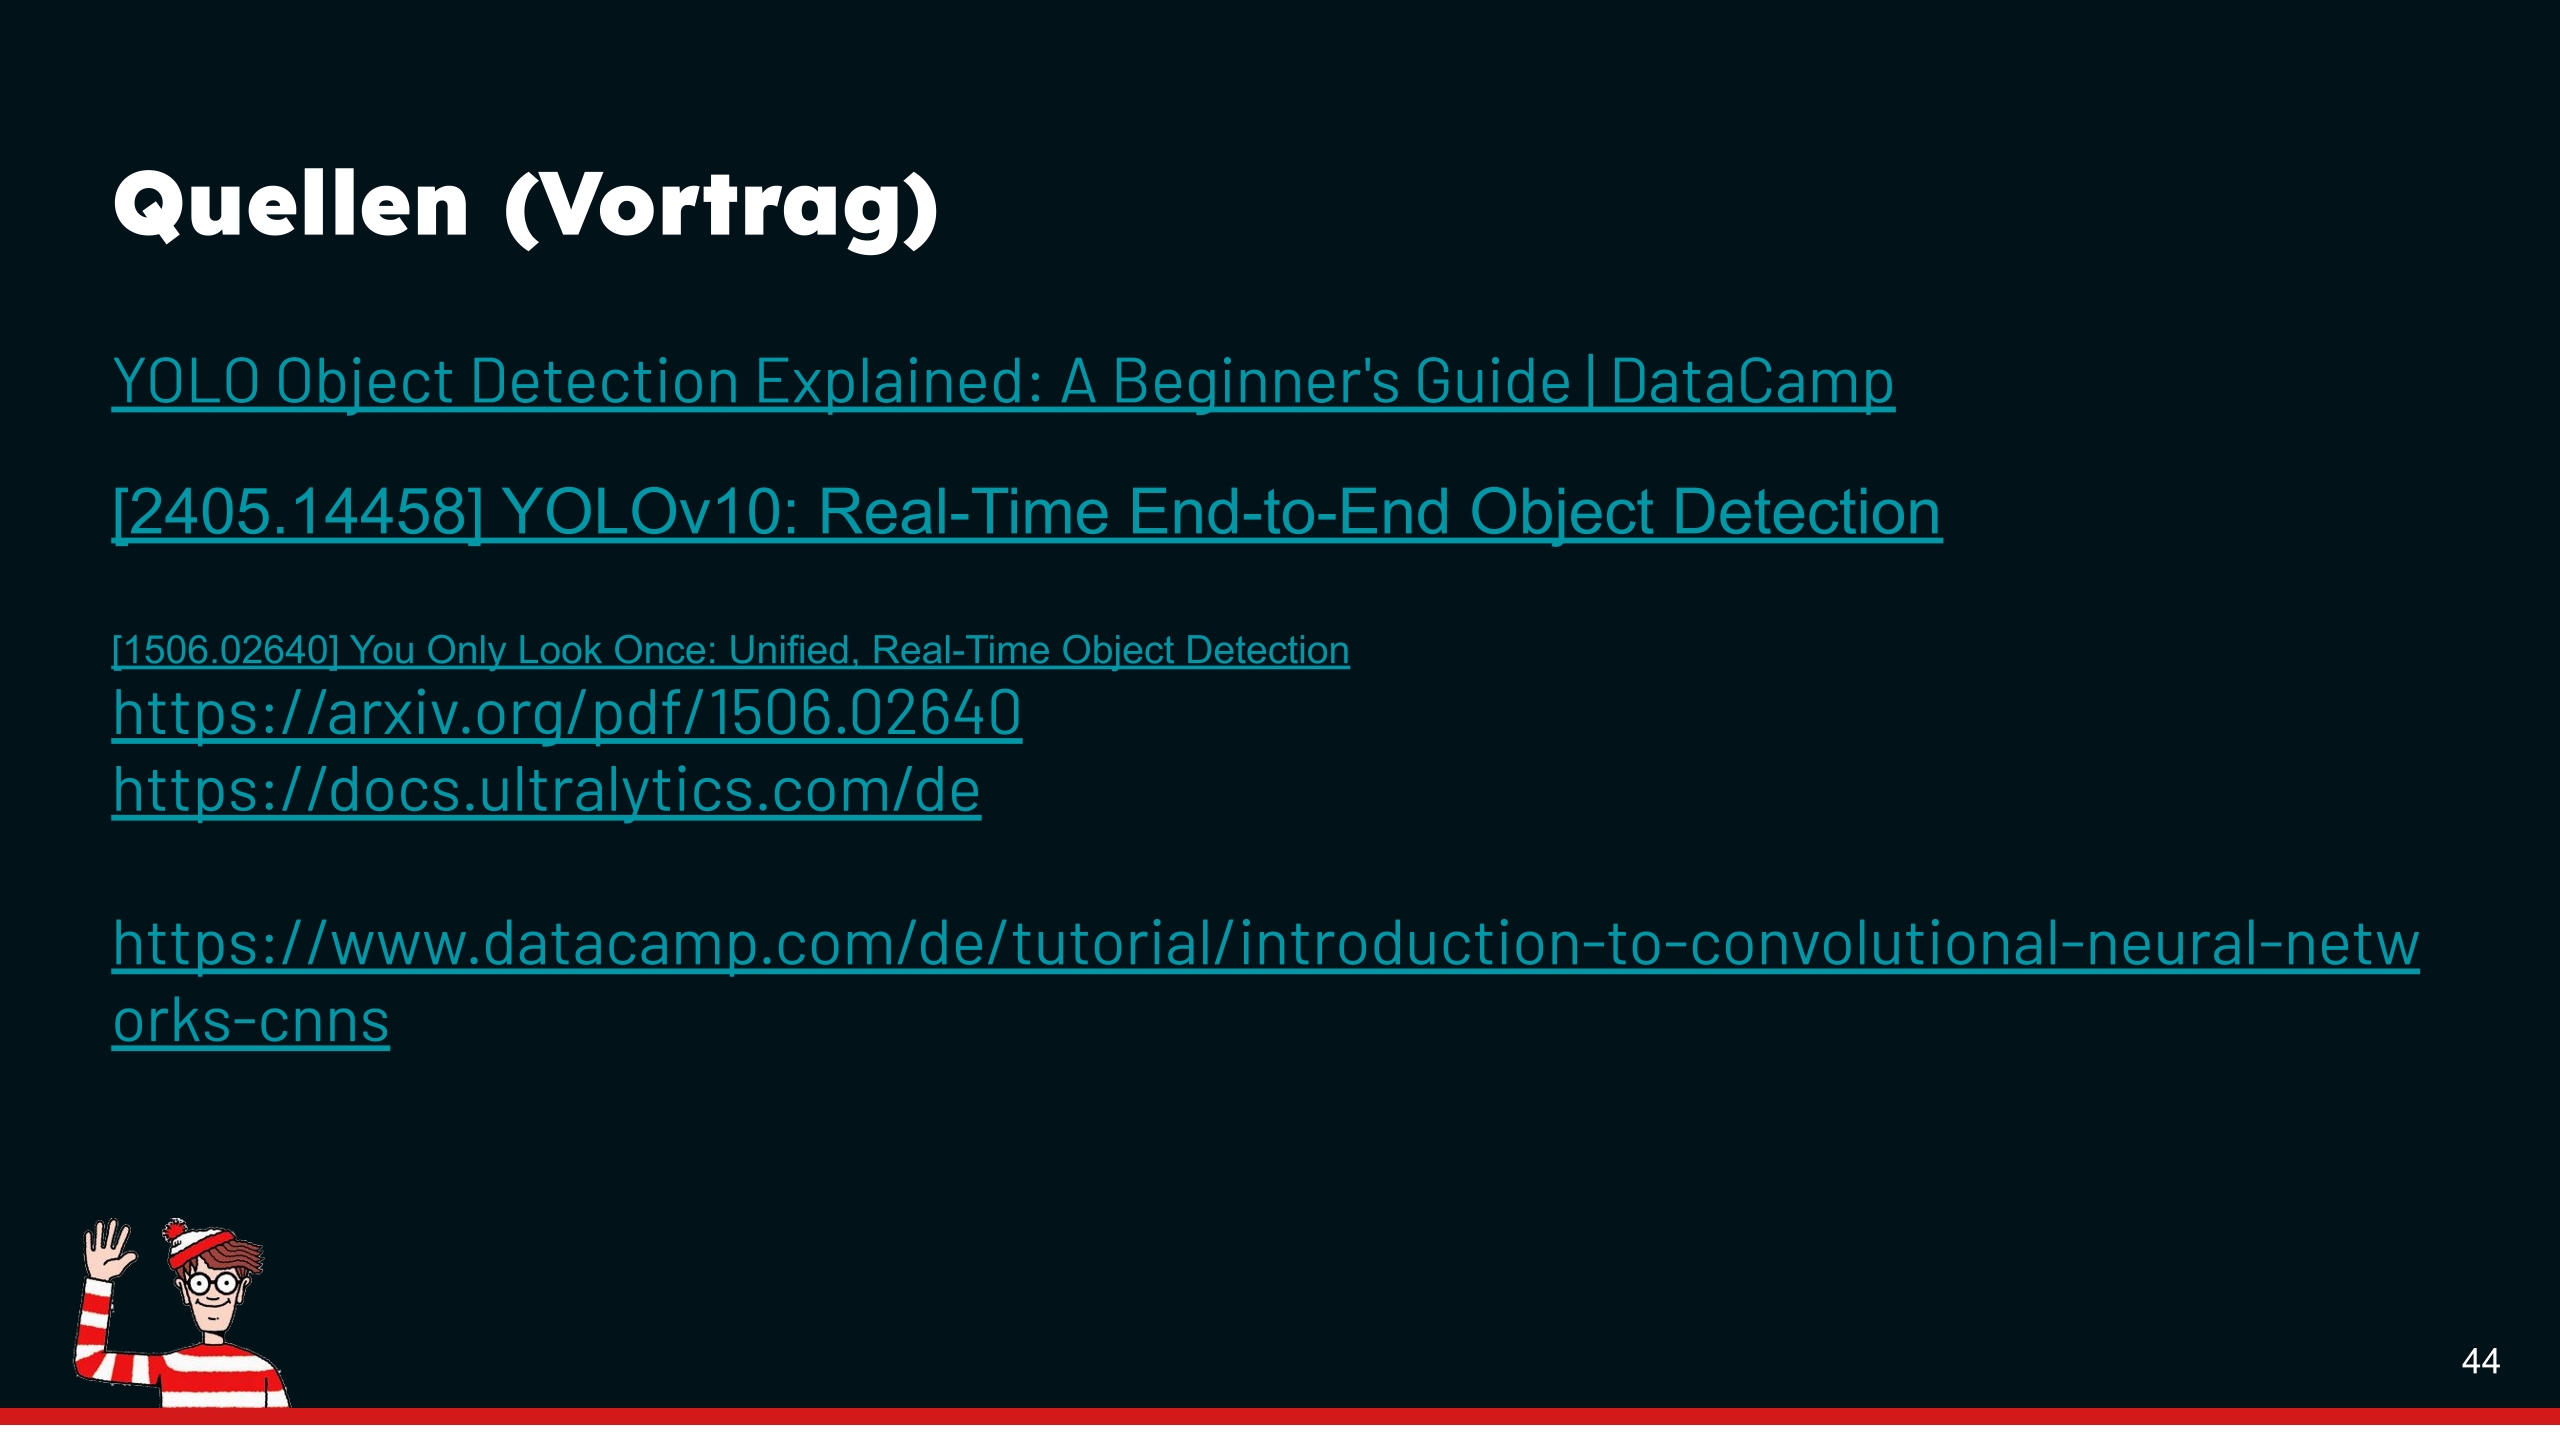 Quellen (Vortrag)
YOLO Object Detection Explained: A Beginner's Guide | DataCamp
[2405.14458] YOLOv10: Real-Time End-to-End Object Detection
[1506.02640] You Only Look Once: Unified, Real-Time Object Detection
https://arxiv.org/pdf/1506.02640
https://docs.ultralytics.com/de
https://www.datacamp.com/de/tutorial/introduction-to-convolutional-neural-netw
orks-cnns
44